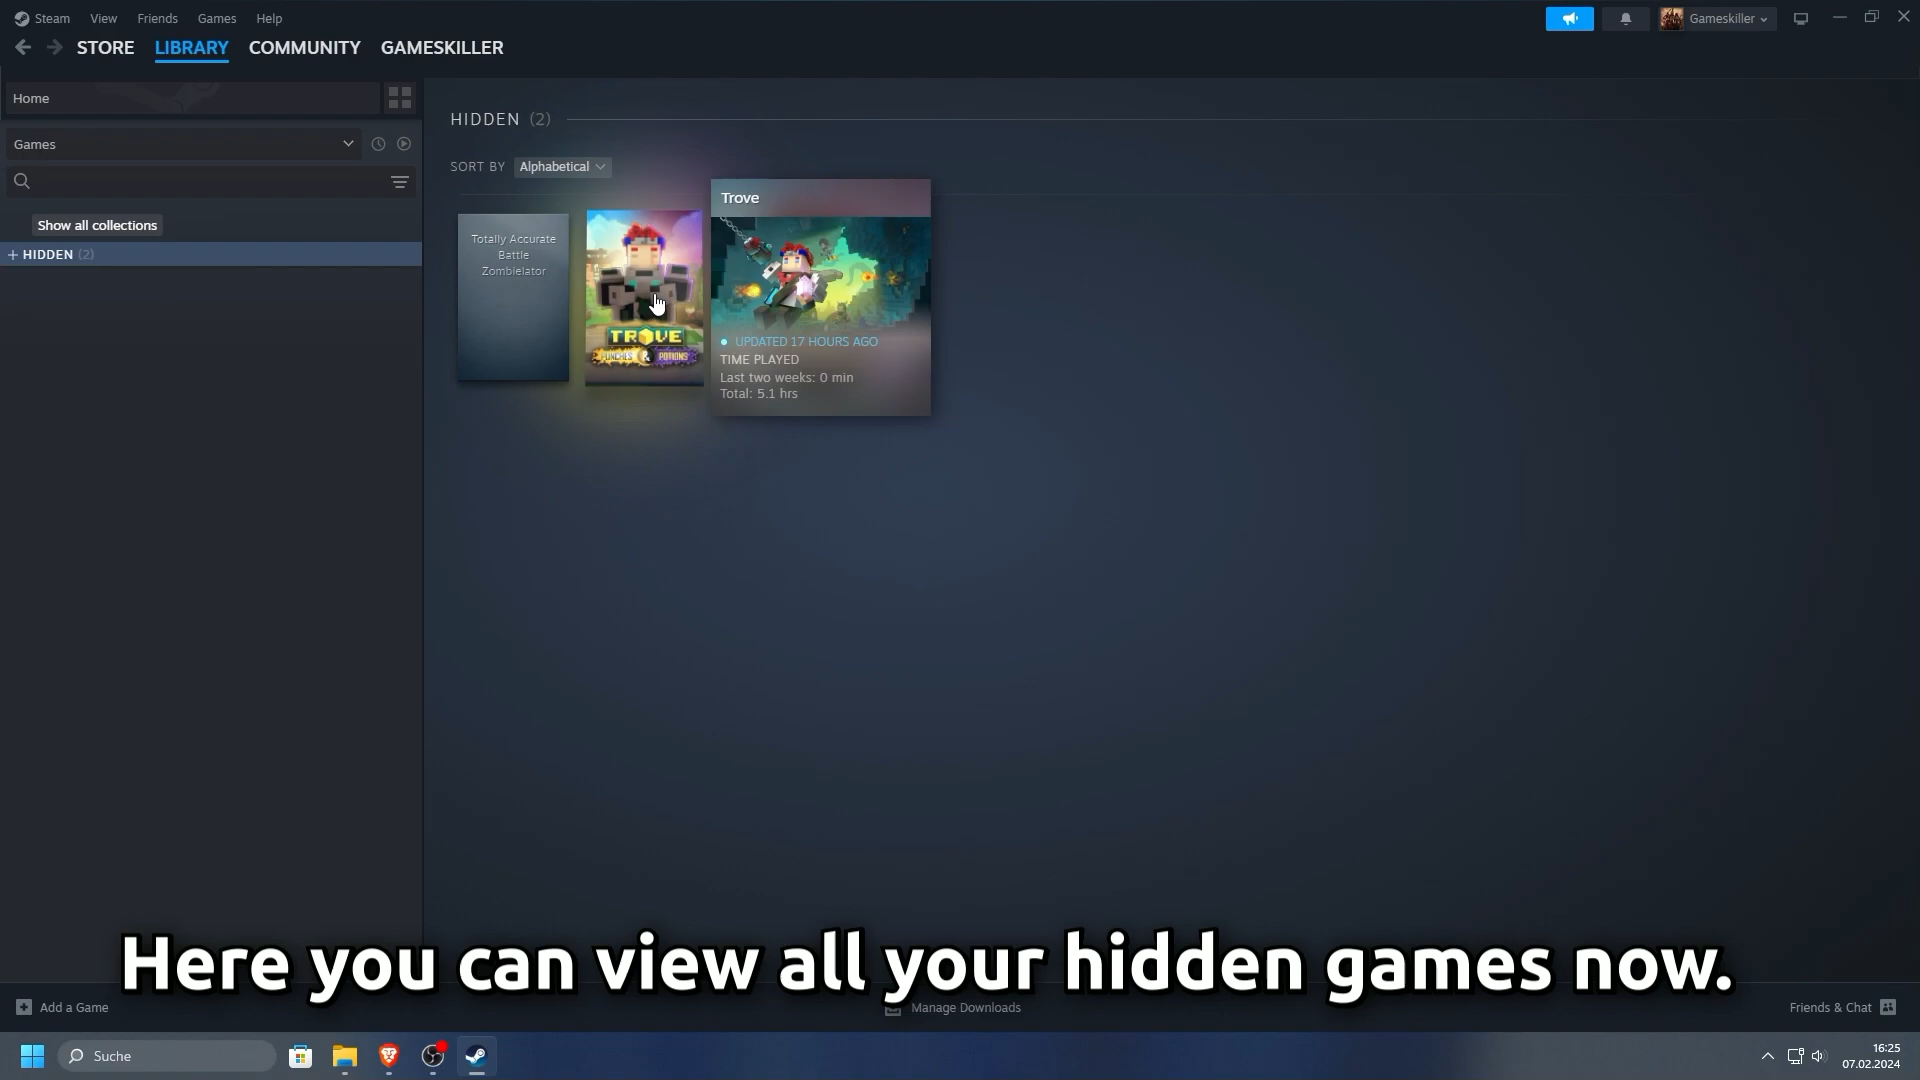 Steam View Friends Games Help
Gameskiller
STORE LIBRARY COMMUNITY GAMESKILLER
Home
HIDDEN (2)
Games
SORT BY Alphabetical
Show all collections
+ HIDDEN (2)
Totally Accurate
Battle
Zombielator
TROVE
PUNCHES & POTIONS
Trove
UPDATED 17 HOURS AGO
TIME PLAYED
Last two weeks: 0 min
Total: 5.1 hrs
Here you can view all your hidden games now.
Add a Game
Manage Downloads
Friends & Chat
Suche
16:25
07.02.2024